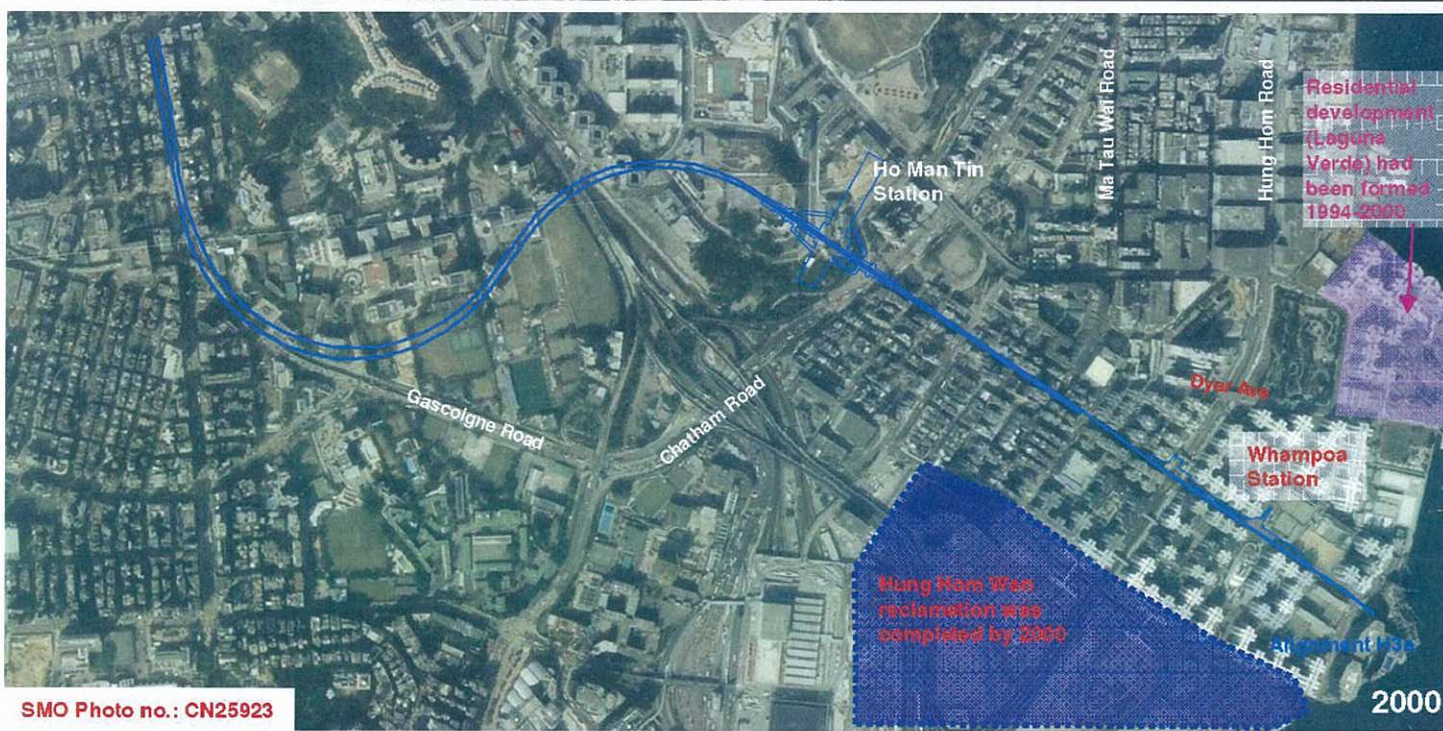 Ma Tau Wai Road
Hung Hom Road
Residential
development
(Laguna
Verde) had
been formed
1994-2000
Ho Man Tin
Station
Dyer Ave
Gascoigne Road
Chatham Road
Whampoa
Station
Hung Hom Wan
reclamation was
completed by 2000
Alignment H3a
SMO Photo no.: CN25923
2000